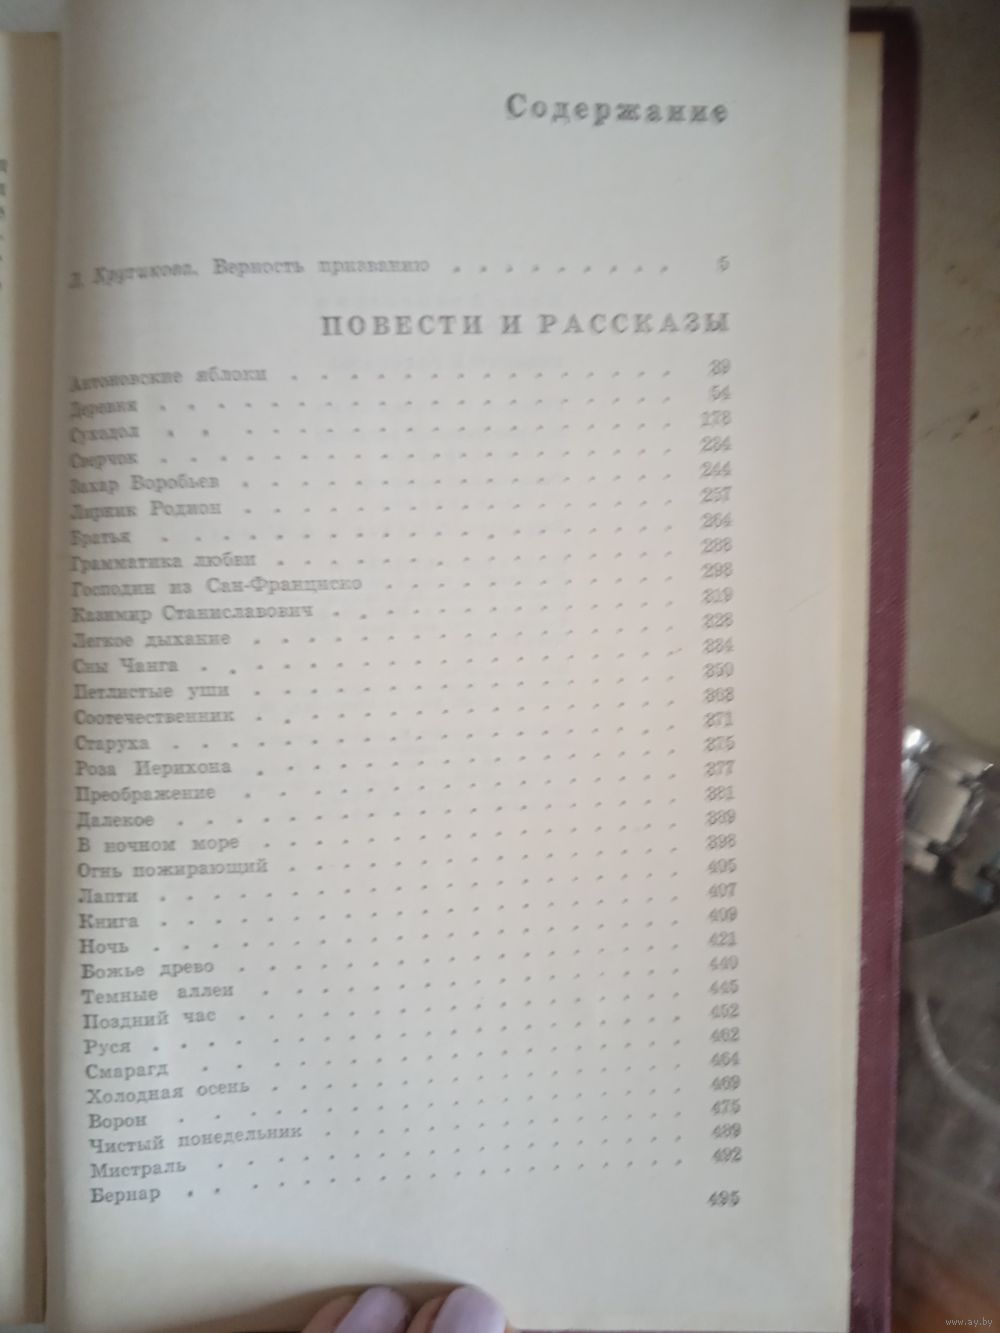 Содержание
Л. Крутикова. Верность призванию . . . . . . . . . 5
ПОВЕСТИ И РАССКАЗЫ
Антоновские яблоки . . . . . . . . . . . . . . 39
Деревня . . . . . . . . . . . . . . . . . . 54
Суходол . . . . . . . . . . . . . . . . . . 178
Сверчок . . . . . . . . . . . . . . . . . . 234
Захар Воробьев . . . . . . . . . . . . . . . 244
Лирник Родион . . . . . . . . . . . . . . . 257
Братья . . . . . . . . . . . . . . . . . . 264
Грамматика любви . . . . . . . . . . . . . . 288
Господин из Сан-Франциско . . . . . . . . . . . 298
Казимир Станиславович . . . . . . . . . . . . 319
Легкое дыхание . . . . . . . . . . . . . . . 328
Сны Чанга . . . . . . . . . . . . . . . . . 334
Петлистые уши . . . . . . . . . . . . . . . 350
Соотечественник . . . . . . . . . . . . . . . 363
Старуха . . . . . . . . . . . . . . . . . . 371
Роза Иерихона . . . . . . . . . . . . . . . 375
Преображение . . . . . . . . . . . . . . . . 377
Далекое . . . . . . . . . . . . . . . . . . 381
В ночном море . . . . . . . . . . . . . . . 389
Огнь пожирающий . . . . . . . . . . . . . . 398
Лапти . . . . . . . . . . . . . . . . . . . 405
Книга . . . . . . . . . . . . . . . . . . . 407
Ночь . . . . . . . . . . . . . . . . . . . 409
Божье древо . . . . . . . . . . . . . . . . 421
Темные аллеи . . . . . . . . . . . . . . . . 440
Поздний час . . . . . . . . . . . . . . . . 445
Руся . . . . . . . . . . . . . . . . . . . 452
Смарагд . . . . . . . . . . . . . . . . . . 462
Холодная осень . . . . . . . . . . . . . . . 464
Ворон . . . . . . . . . . . . . . . . . . . 469
Чистый понедельник . . . . . . . . . . . . . 475
Мистраль . . . . . . . . . . . . . . . . . 489
Бернар . . . . . . . . . . . . . . . . . . 492
495
www.ay.by